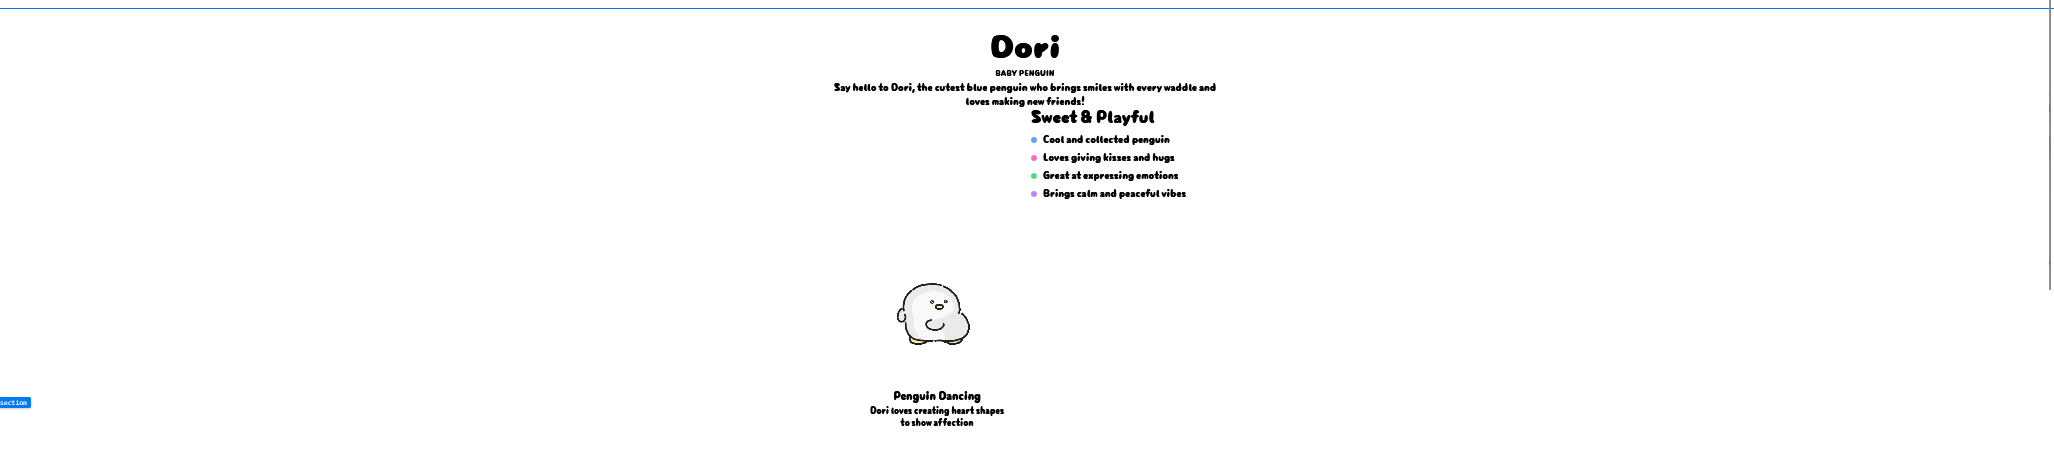 Dori
BABY PENGUIN
Say hello to Dori, the cutest blue penguin who brings smiles with every waddle and
loves making new friends!
Sweet & Playful
Cool and collected penguin
Loves giving kisses and hugs
Great at expressing emotions
Brings calm and peaceful vibes
section
Penguin Dancing
Dori loves creating heart shapes
to show affection